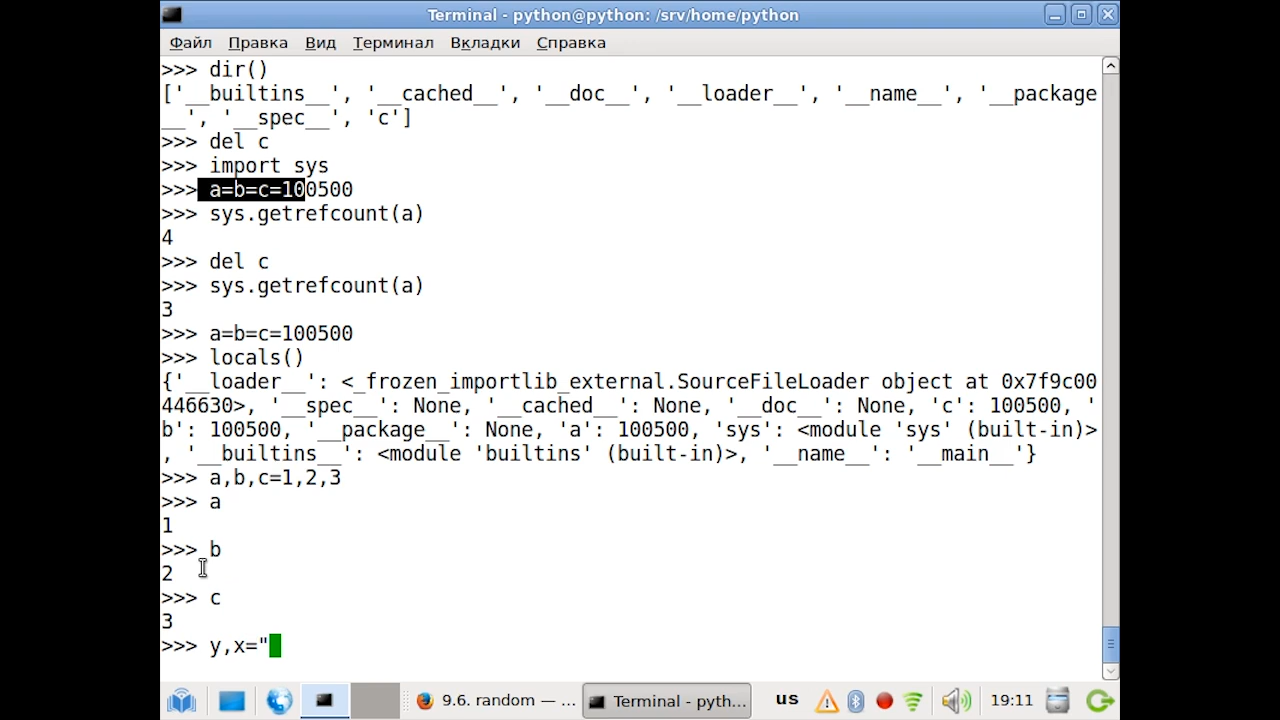 Terminal - python@python: /srv/home/python
Файл Правка Вид Терминал Вкладки Справка
>>> dir()
['__builtins__', '__cached__', '__doc__', '__loader__', '__name__', '__package
__', '__spec__', 'c']
>>> del c
>>> import sys
>>> a=b=c=100500
>>> sys.getrefcount(a)
4
>>> del c
>>> sys.getrefcount(a)
3
>>> a=b=c=100500
>>> locals()
{'__loader__': <_frozen_importlib_external.SourceFileLoader object at 0x7f9c00
446630>, '__spec__': None, '__cached__': None, '__doc__': None, 'c': 100500, '
b': 100500, '__package__': None, 'a': 100500, 'sys': <module 'sys' (built-in)>
, '__builtins__': <module 'builtins' (built-in)>, '__name__': '__main__'}
>>> a,b,c=1,2,3
>>> a
1
>>> b
2
>>> c
3
>>> y,x="
9.6. random — ... Terminal - pyth... us 19:11